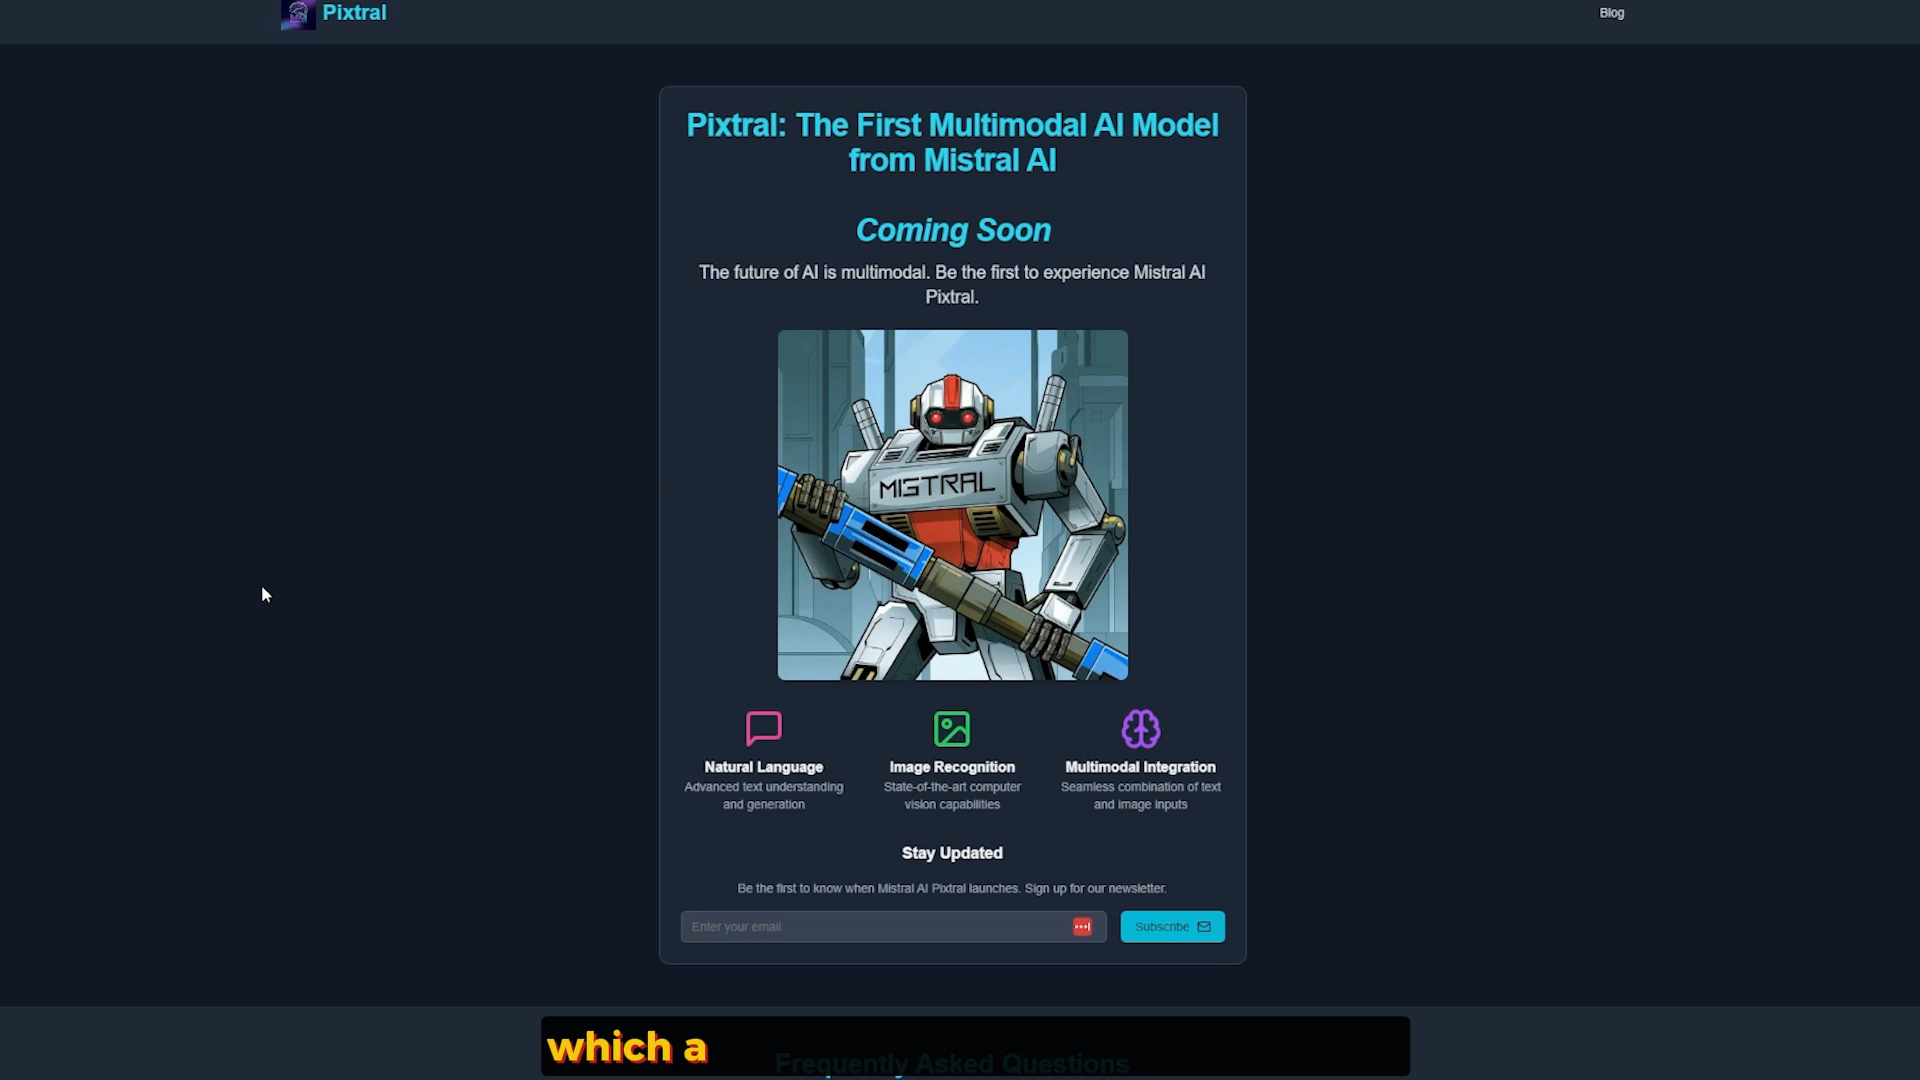 Pixtral
Blog
Pixtral: The First Multimodal AI Model
from Mistral AI
Coming Soon
The future of AI is multimodal. Be the first to experience Mistral AI
Pixtral.
MISTRAL
Natural Language
Advanced text understanding
and generation
Image Recognition
State-of-the-art computer
vision capabilities
Multimodal Integration
Seamless combination of text
and image inputs
Stay Updated
Be the first to know when Mistral AI Pixtral launches. Sign up for our newsletter.
Enter your email
Subscribe
which a
Frequently Asked Questions